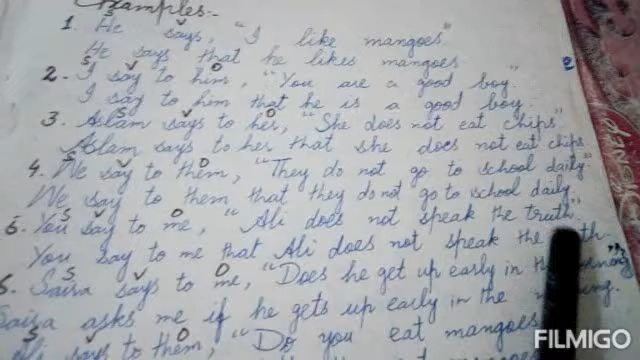 Examples:-
1. He says, "I like mangoes"
He says that he likes mangoes
2. I say to him, "You are a good boy"
I say to him that he is a good boy.
3. Aslam says to her, "She does not eat chips"
Aslam says to her that she does not eat chips
4. We say to them, "They do not go to school daily."
We say to them that they do not go to school daily.
5. You say to me, "Ali does not speak the truth"
You say to me that Ali does not speak the
6. Saira says to me, "Does he get up early in the
Saira asks me if he gets up early in the
Ali says to them, "Do you eat mangoes
FILMIGO